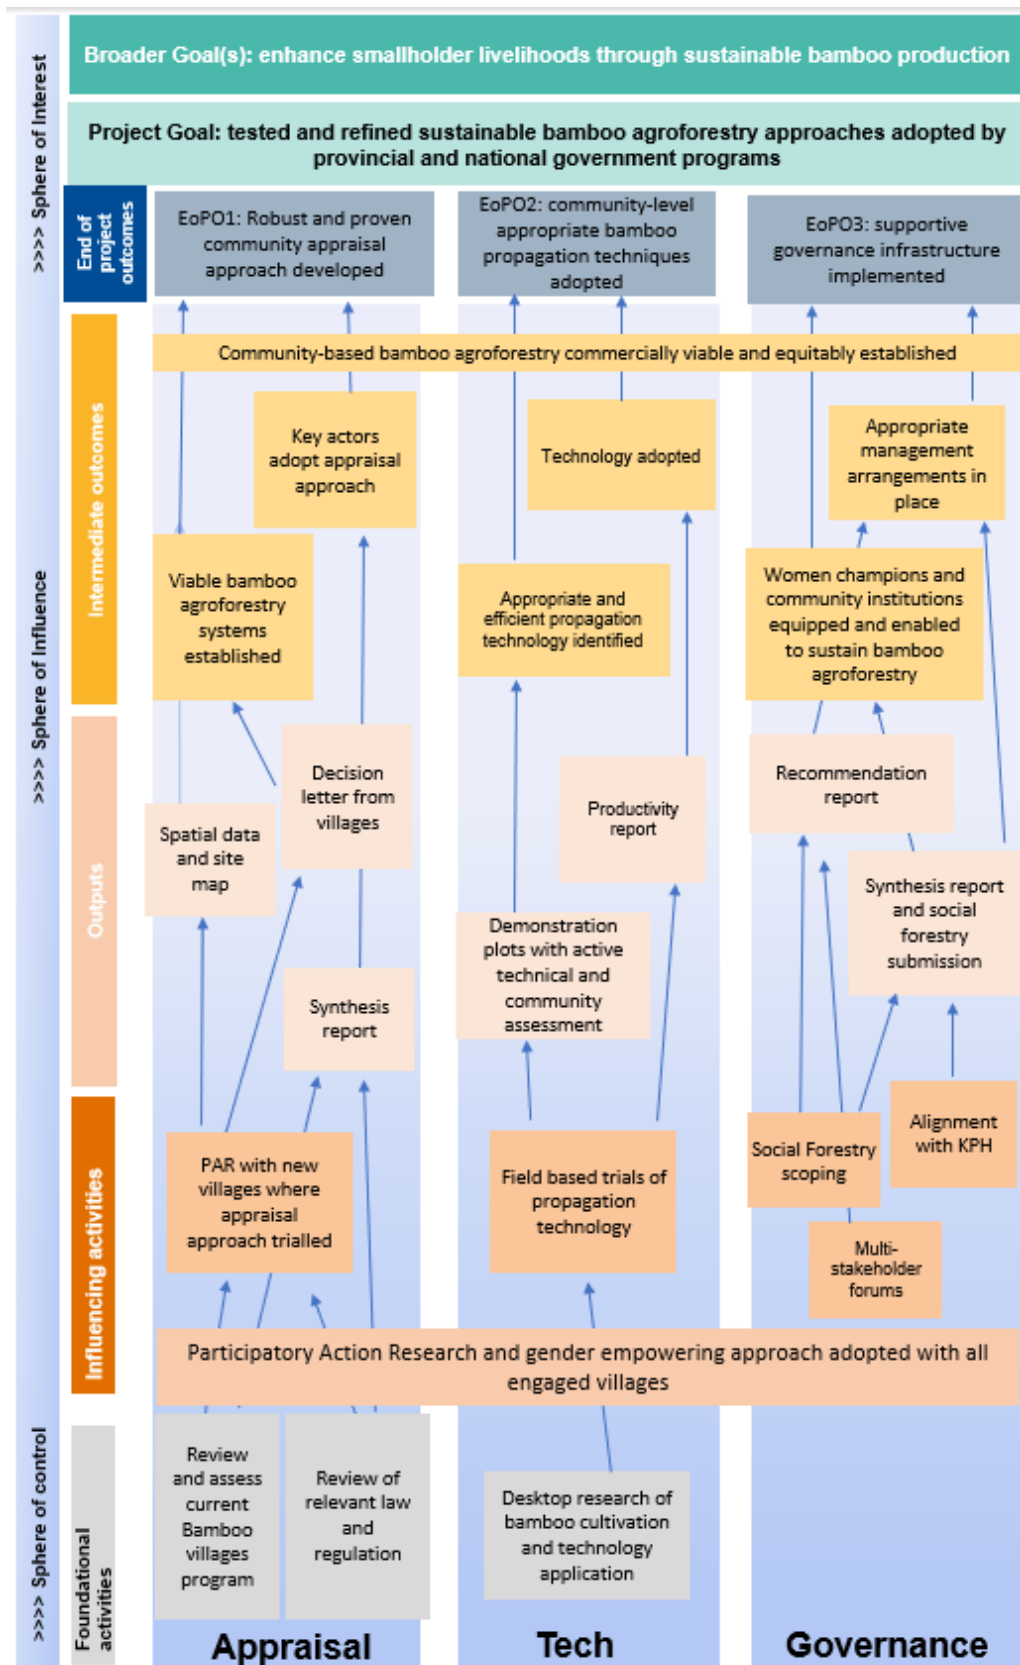 Broader Goal(s): enhance smallholder livelihoods through sustainable bamboo production
Project Goal: tested and refined sustainable bamboo agroforestry approaches adopted by
provincial and national government programs
>>>> Sphere of Interest
End of
project
outcomes
EoPO1: Robust and proven
community appraisal
approach developed
EoPO2: community-level
appropriate bamboo
propagation techniques
adopted
EoPO3: supportive
governance infrastructure
implemented
>>>> Sphere of Influence
Intermediate outcomes
Community-based bamboo agroforestry commercially viable and equitably established
Key actors
adopt appraisal
approach
Technology adopted
Appropriate
management
arrangements in
place
Viable bamboo
agroforestry
systems
established
Appropriate and
efficient propagation
technology identified
Women champions and
community institutions
equipped and enabled
to sustain bamboo
agroforestry
Outputs
Decision
letter from
villages
Spatial data
and site
map
Synthesis
report
Productivity
report
Demonstration
plots with active
technical and
community
assessment
Recommendation
report
Synthesis report
and social
forestry
submission
Influencing activities
PAR with new
villages where
appraisal
approach trialled
Field based trials of
propagation
technology
Social Forestry
scoping
Alignment
with KPH
Multi-
stakeholder
forums
Participatory Action Research and gender empowering approach adopted with all
engaged villages
>>>> Sphere of control
Foundational
activities
Review
and assess
current
Bamboo
villages
program
Review of
relevant law
and
regulation
Desktop research of
bamboo cultivation
and technology
application
Appraisal
Tech
Governance